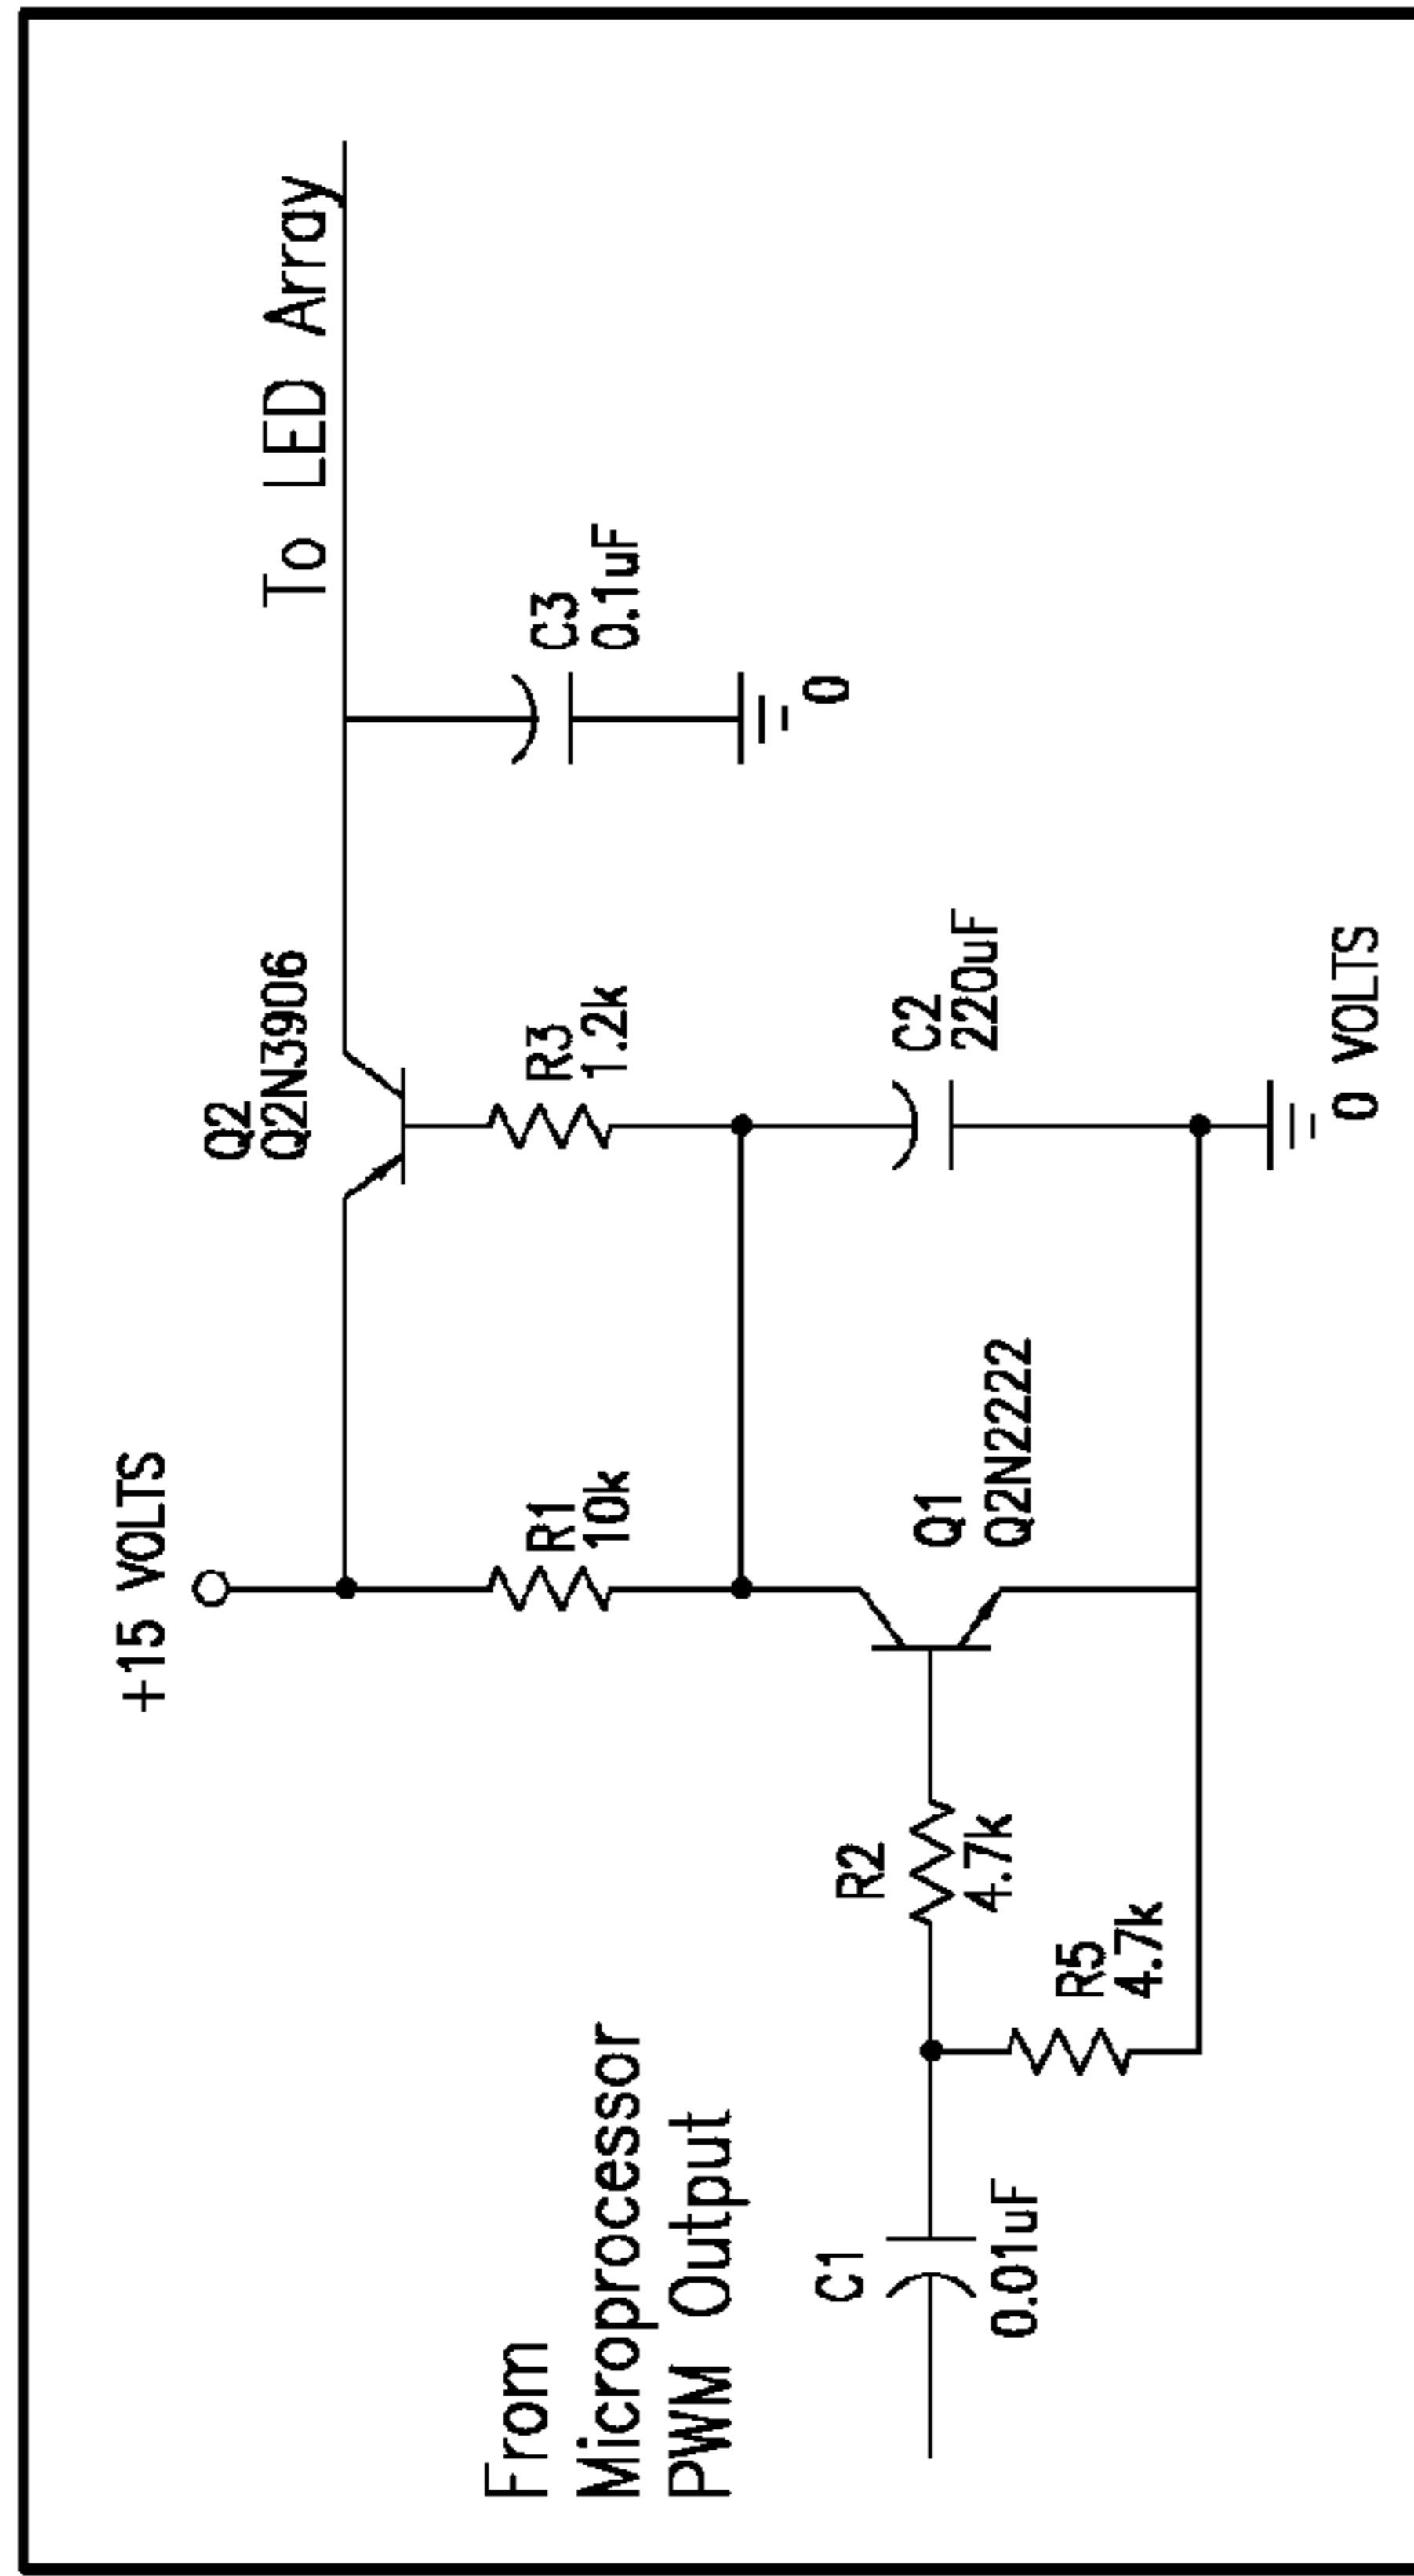 +15 VOLTS
Q2
Q2N3906
To LED Array
R1
10k
R3
1.2k
C3
0.1uF
0
From
Microprocessor
PWM Output
C1
0.01uF
R2
4.7k
R5
4.7k
Q1
Q2N2222
C2
220uF
0 VOLTS